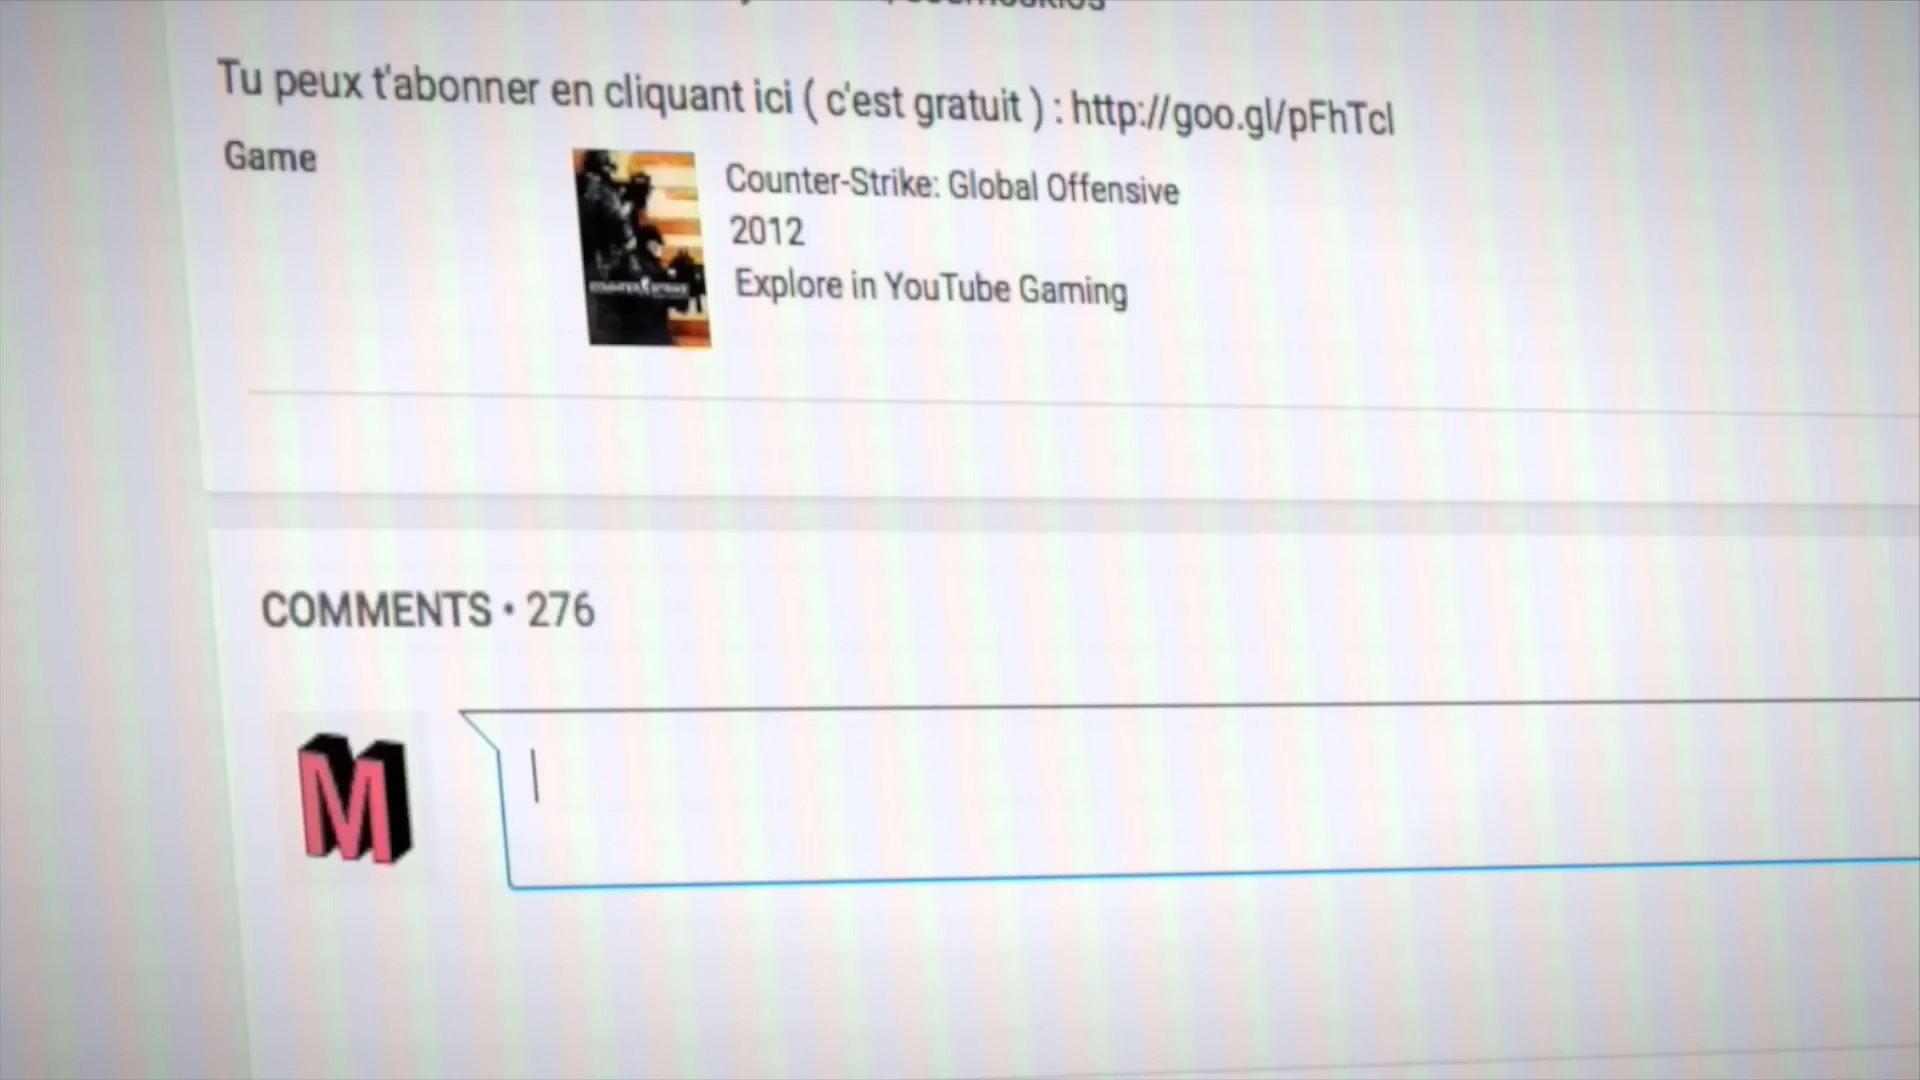 Tu peux t'abonner en cliquant ici ( c'est gratuit ) : http://goo.gl/pFhTcl
Game
Counter-Strike: Global Offensive
2012
Explore in YouTube Gaming
COMMENTS • 276
M